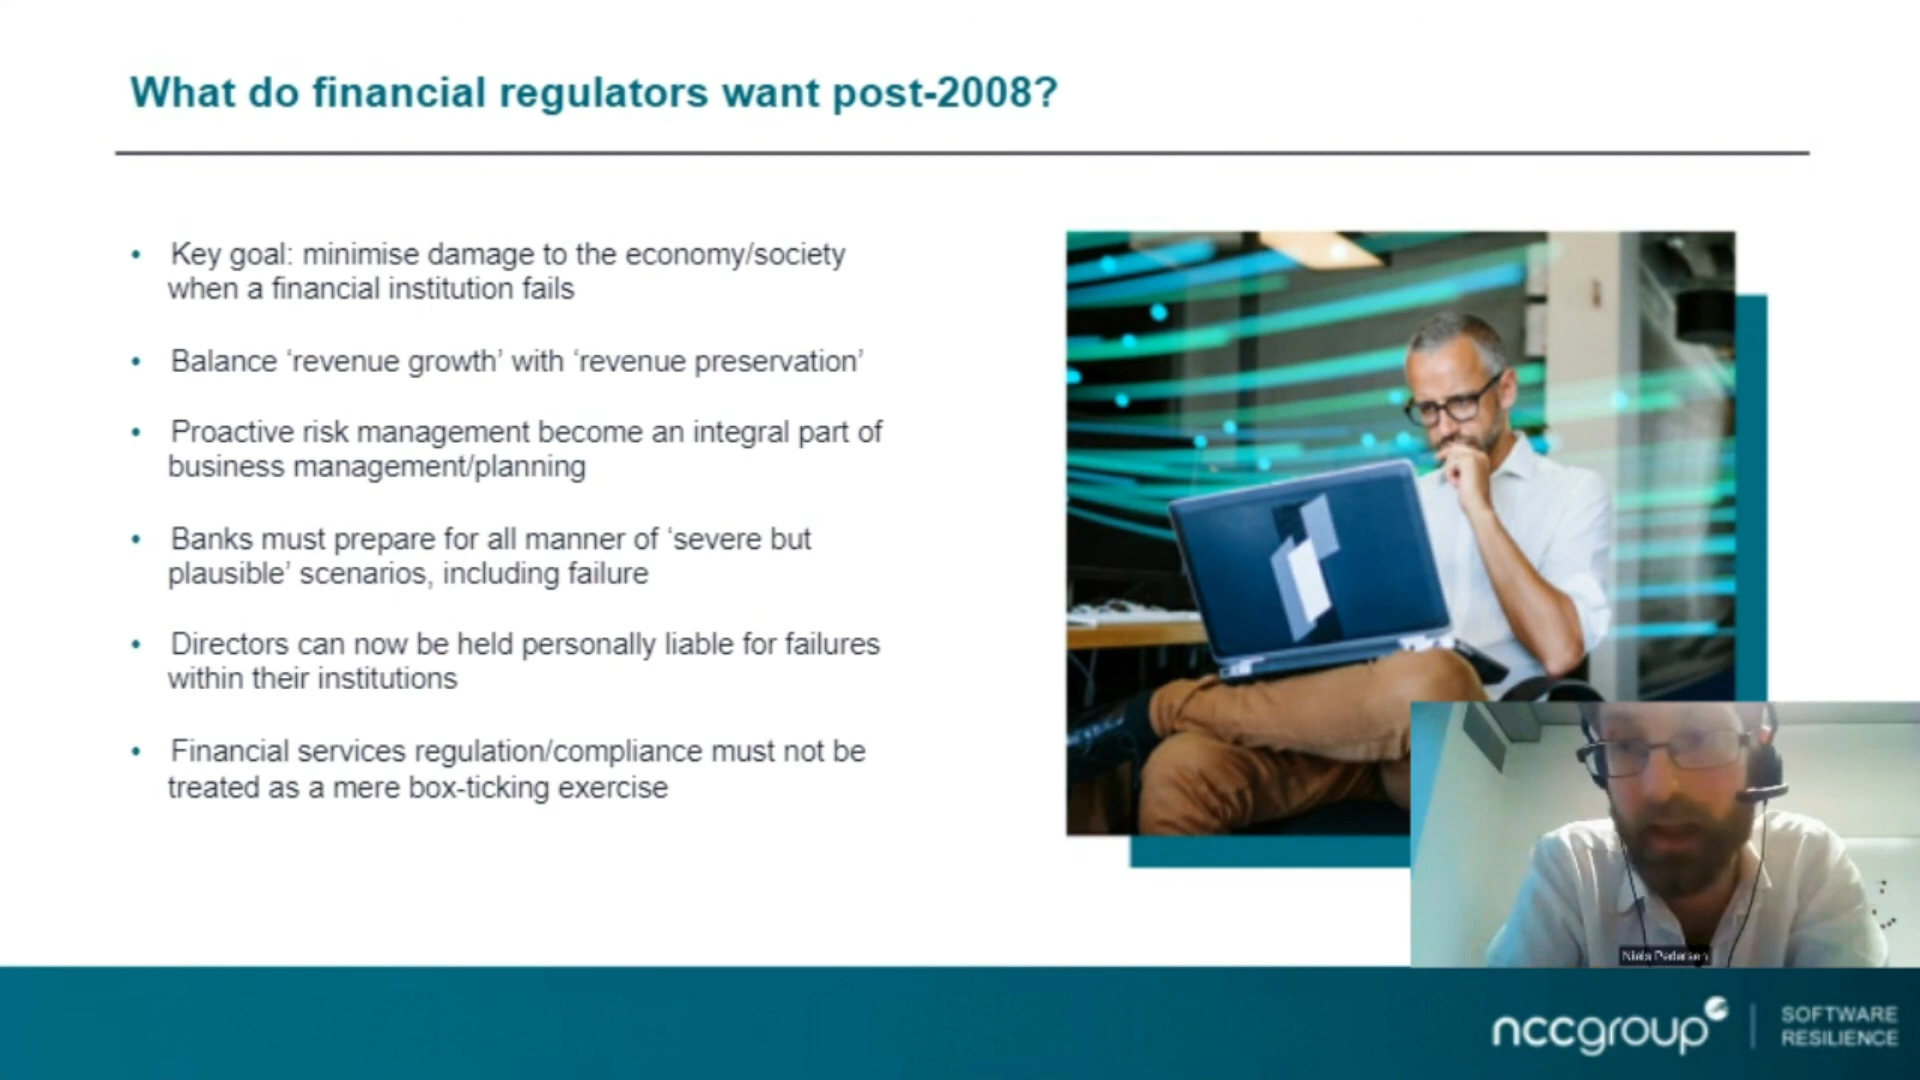 What do financial regulators want post-2008?
• Key goal: minimise damage to the economy/society
when a financial institution fails
• Balance ‘revenue growth’ with ‘revenue preservation’
• Proactive risk management become an integral part of
business management/planning
• Banks must prepare for all manner of ‘severe but
plausible’ scenarios, including failure
• Directors can now be held personally liable for failures
within their institutions
• Financial services regulation/compliance must not be
treated as a mere box-ticking exercise
Niels Pedersen
nccgroup
SOFTWARE
RESILIENCE